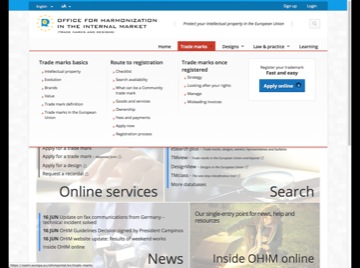 English
Sign up
Login
OFFICE FOR HARMONIZATION
IN THE INTERNAL MARKET
(TRADE MARKS AND DESIGNS)
Protect your intellectual property in the European Union
Home
Trade marks
Designs
Law & practice
Learning
Trade mark basics
Intellectual property
Evolution
Brands
Value
Trade mark definition
Trade marks in the European
Union
Route to registration
Checklist
Search availability
What can be a Community
trade mark
Goods and services
Ownership
Fees and payments
Apply now
Registration process
Trade marks once
registered
Strategy
Looking after your rights
Manage
Misleading invoices
Register your trademark
Fast and easy
Apply online
Apply for a trade mark
Apply for a trade mark
Apply for a design
Request a recordal
Online services
TMview
DesignView
TMclass
More databases
Search
16 JUN Update on fax communications from Germany –
technical incident solved
16 JUN OHIM Guidelines Decision signed by President Campinos
16 JUN OHIM website update: Results of weekend works
Inside OHIM online
News
Our single-entry point for news, help and
resources
Inside OHIM online